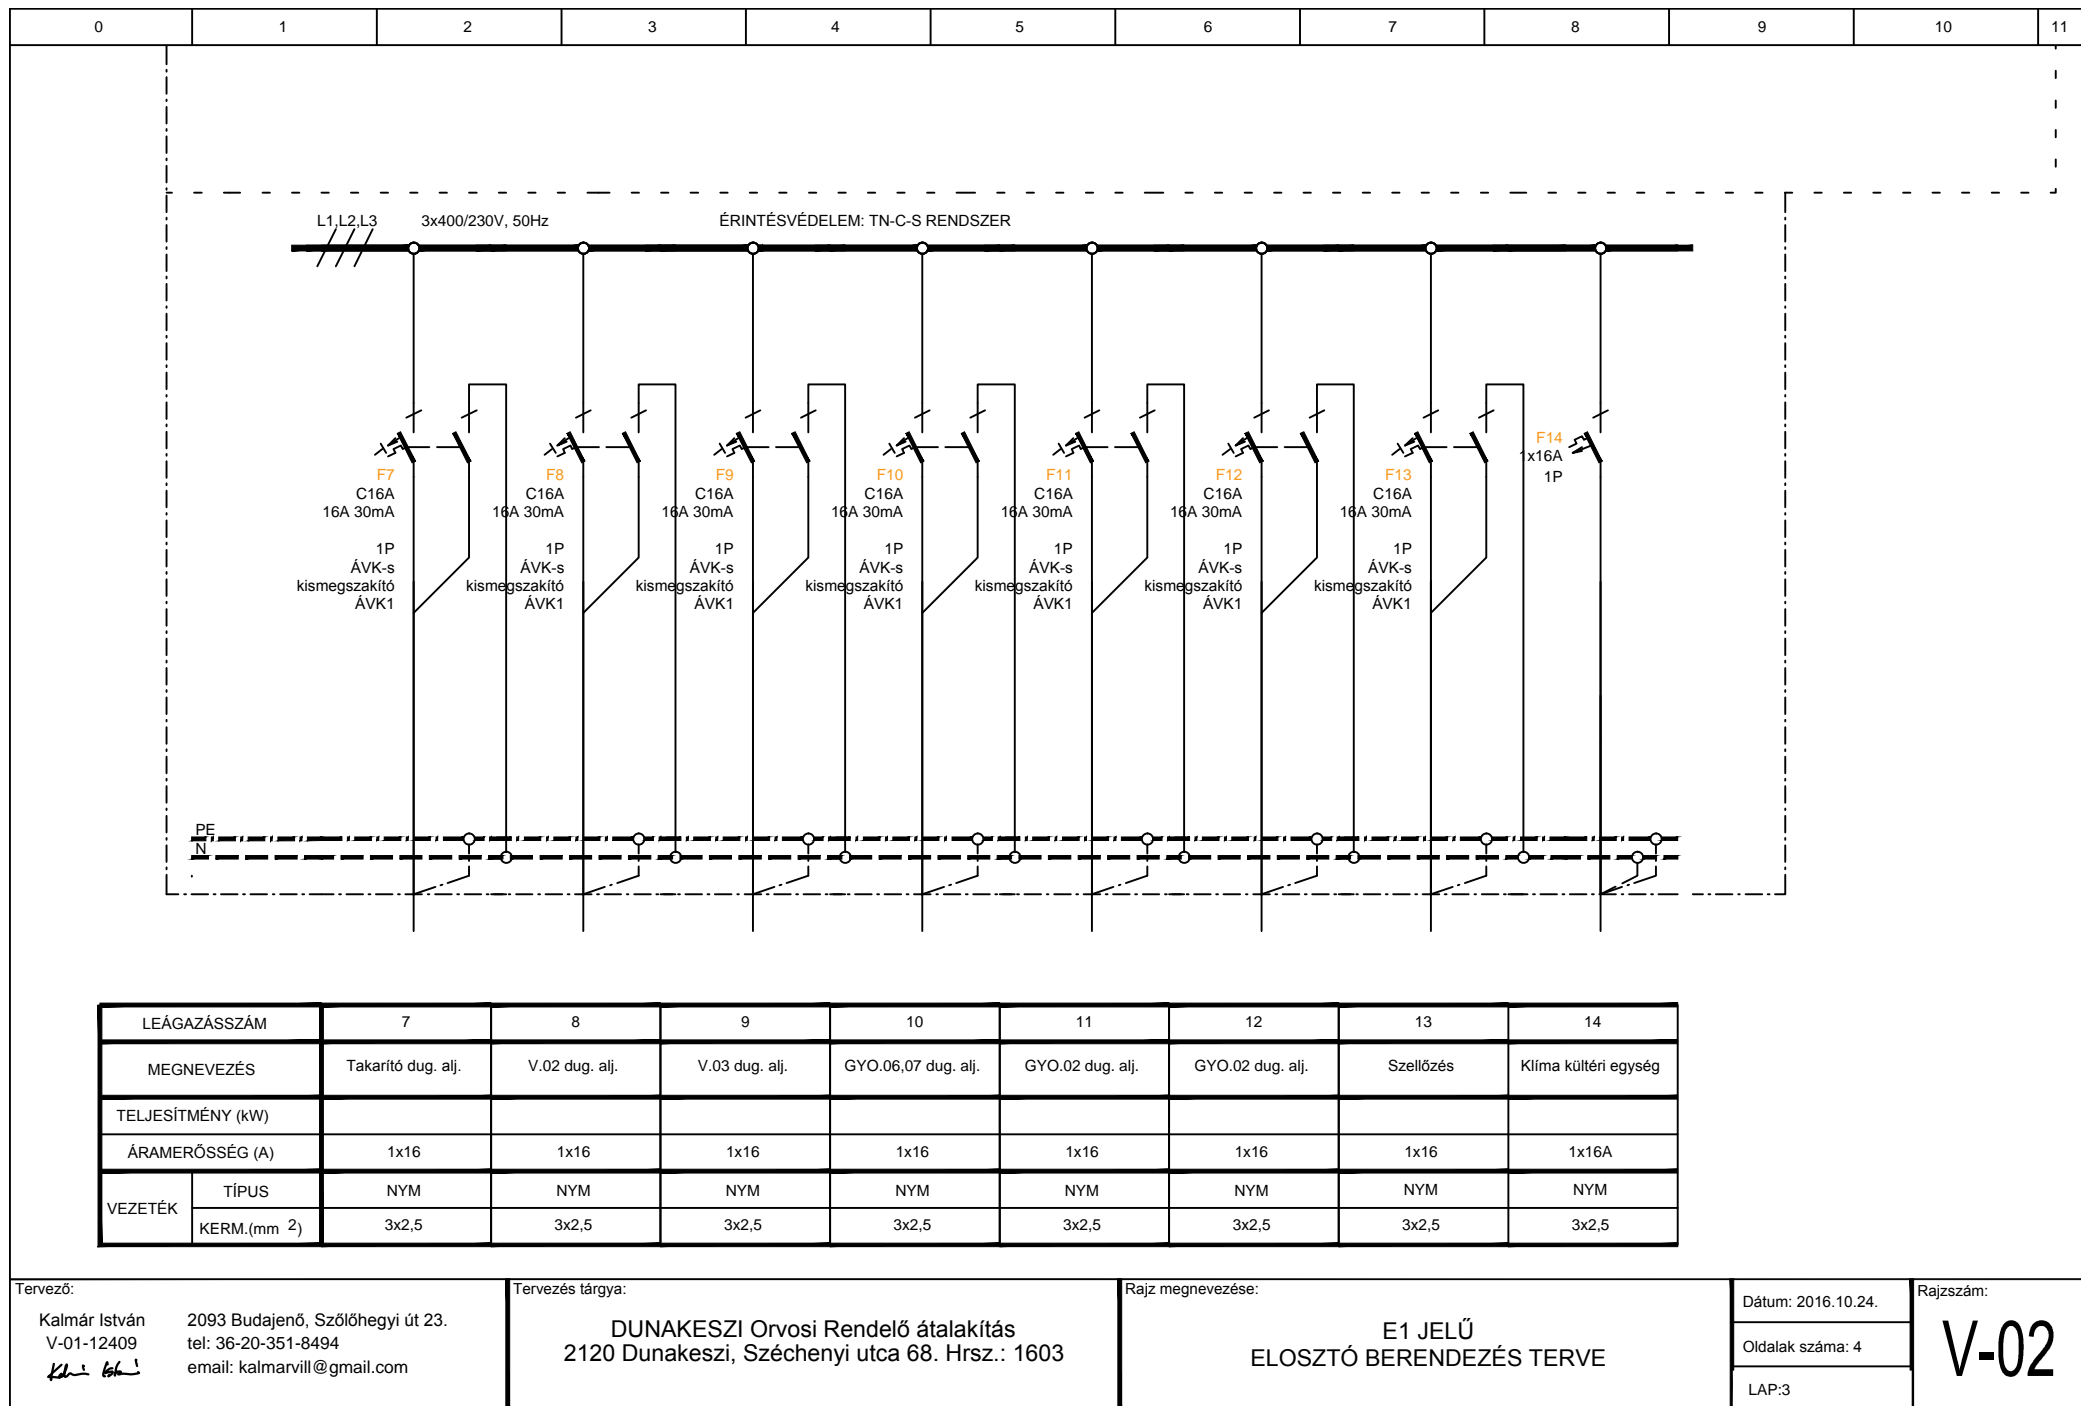 0 1 2 3 4 5 6 7 8 9 10 11
L1,L2,L3 3x400/230V, 50Hz ÉRINTÉSVÉDELEM: TN-C-S RENDSZER
F14
1x16A
1P
F7 F8 F9 F10 F11 F12 F13
C16A C16A C16A C16A C16A C16A C16A
16A 30mA 16A 30mA 16A 30mA 16A 30mA 16A 30mA 16A 30mA 16A 30mA
1P 1P 1P 1P 1P 1P 1P
ÁVK-s ÁVK-s ÁVK-s ÁVK-s ÁVK-s ÁVK-s ÁVK-s
kismegszakító kismegszakító kismegszakító kismegszakító kismegszakító kismegszakító kismegszakító
ÁVK1 ÁVK1 ÁVK1 ÁVK1 ÁVK1 ÁVK1 ÁVK1
PE
N
LEÁGAZÁSSZÁM 7 8 9 10 11 12 13 14
MEGNEVEZÉS Takarító dug. alj. V.02 dug. alj. V.03 dug. alj. GYO.06,07 dug. alj. GYO.02 dug. alj. GYO.02 dug. alj. Szellőzés Klíma kültéri egység
TELJESÍTMÉNY (kW)
ÁRAMERŐSSÉG (A) 1x16 1x16 1x16 1x16 1x16 1x16 1x16 1x16A
VEZETÉK TÍPUS NYM NYM NYM NYM NYM NYM NYM NYM
KERM.(mm 2) 3x2,5 3x2,5 3x2,5 3x2,5 3x2,5 3x2,5 3x2,5 3x2,5
Tervező:
Kalmár István 2093 Budajenő, Szőlőhegyi út 23.
V-01-12409 tel: 36-20-351-8494
email: kalmarvill@gmail.com
Tervezés tárgya:
DUNAKESZI Orvosi Rendelő átalakítás
2120 Dunakeszi, Széchenyi utca 68. Hrsz.: 1603
Rajz megnevezése:
E1 JELŰ
ELOSZTÓ BERENDEZÉS TERVE
Dátum: 2016.10.24.
Oldalak száma: 4
LAP:3
Rajzszám:
V-02